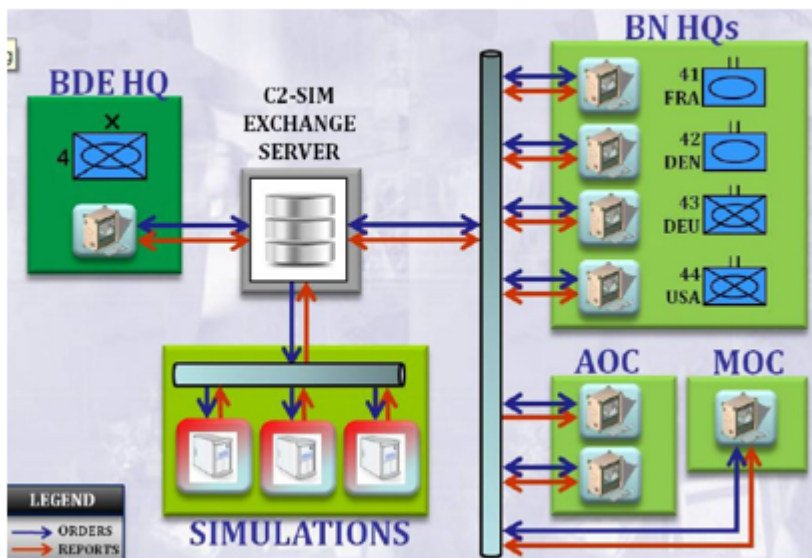 BDE HQ
4
C2-SIM
EXCHANGE
SERVER
BN HQs
41
FRA
42
DEN
43
DEU
44
USA
AOC
MOC
SIMULATIONS
LEGEND
ORDERS
REPORTS